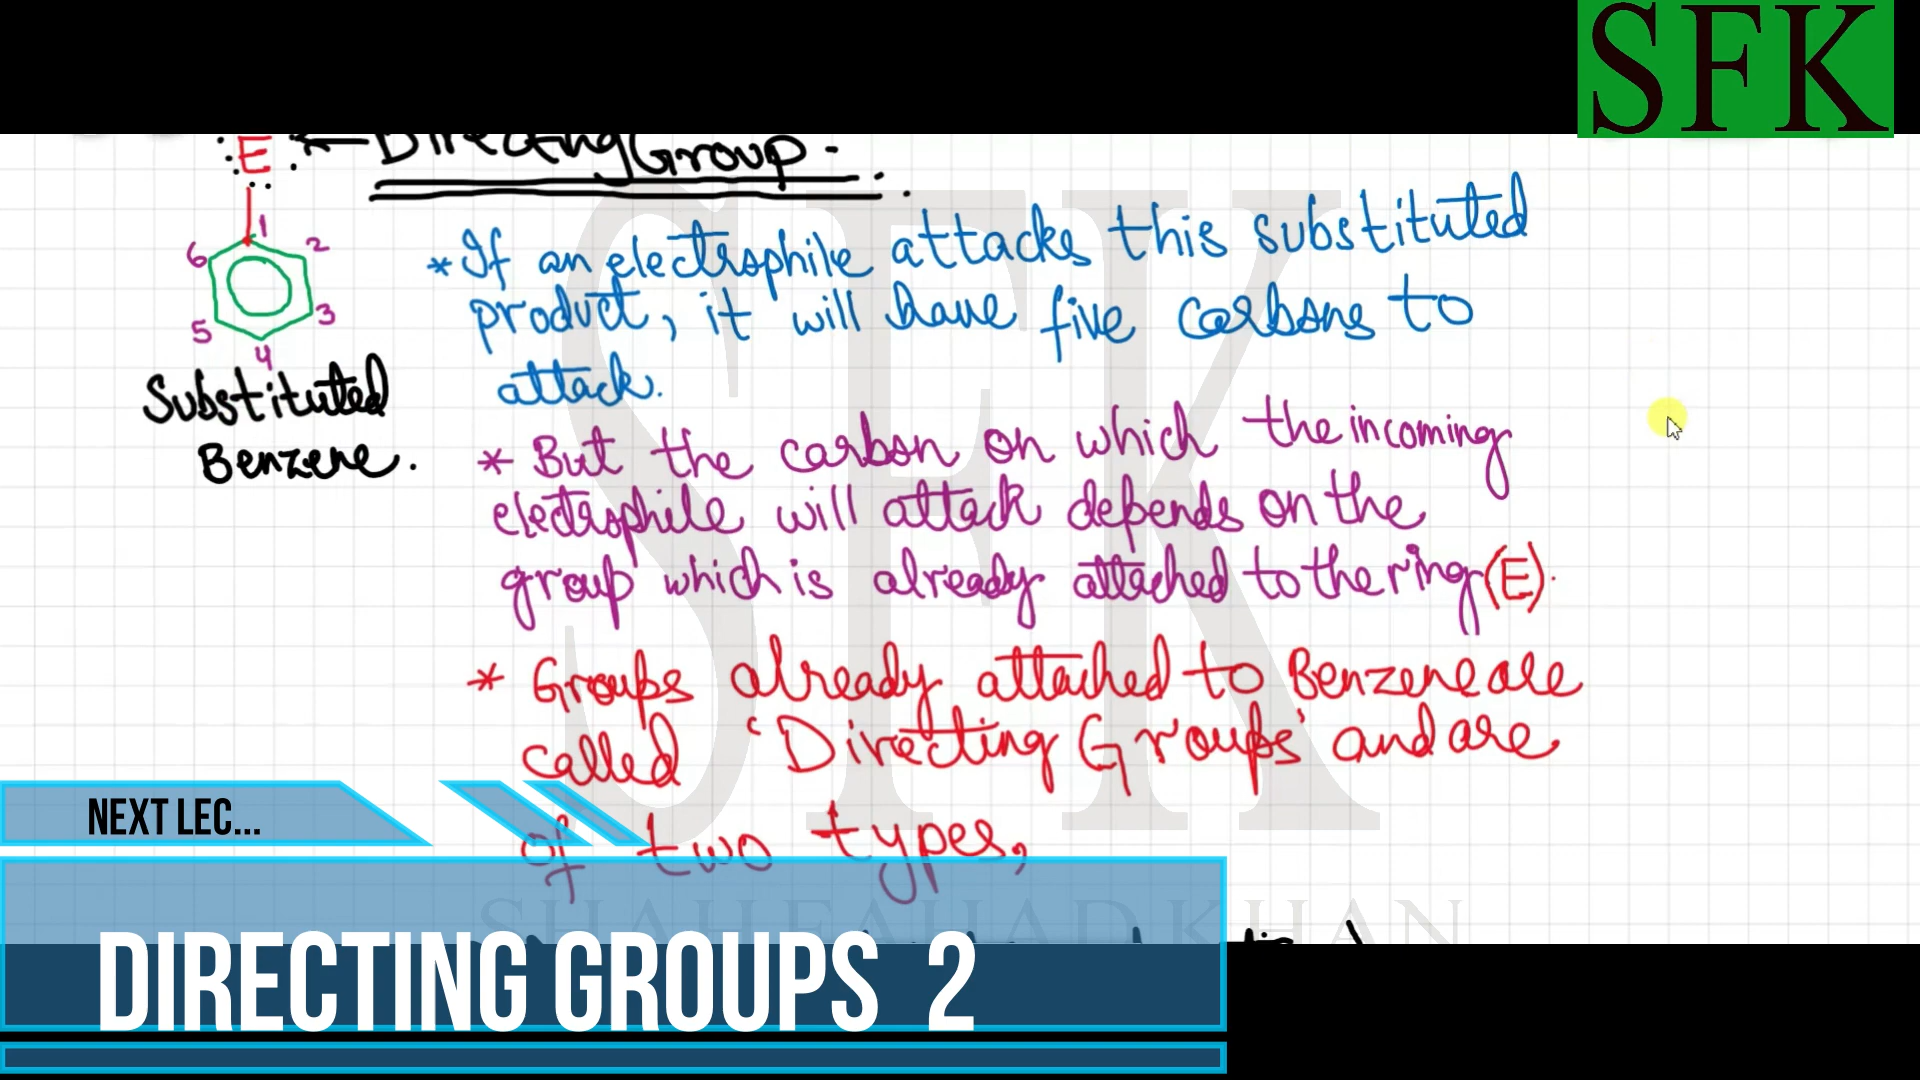 SFK
E ← Directing Group.
1
6 2
5 3
4
Substituted
Benzene.
* If an electrophile attacks this substituted
product, it will have five carbons to
attack.
* But the carbon on which the incoming
electrophile will attack depends on the
group which is already attached to the ring (E).
* Groups already attached to Benzene are
called 'Directing Groups' and are
of two types,
SHAH FAHAD KHAN
NEXT LEC...
DIRECTING GROUPS 2